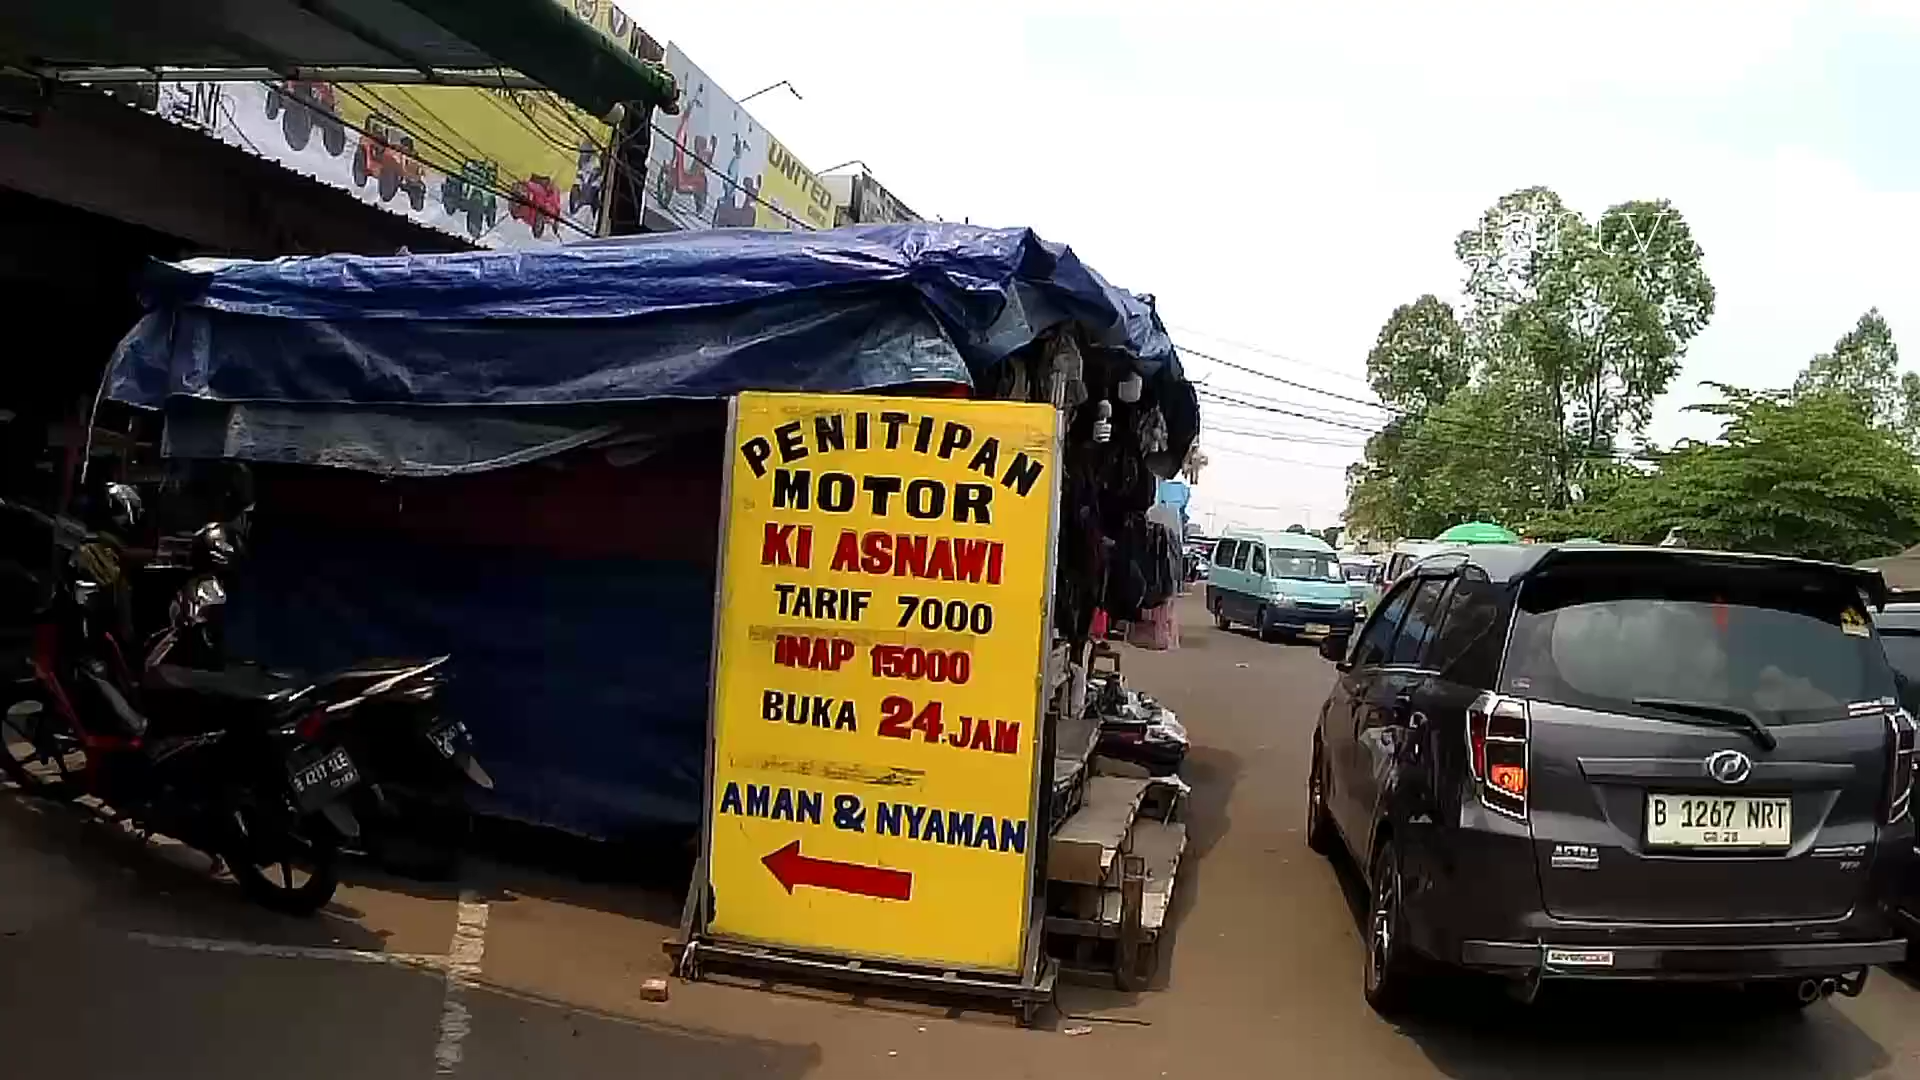 UNITED
PENITIPAN
MOTOR
KI ASNAWI
TARIF 7000
INAP 15000
BUKA 24 JAM
AMAN & NYAMAN
B 1267 NRT